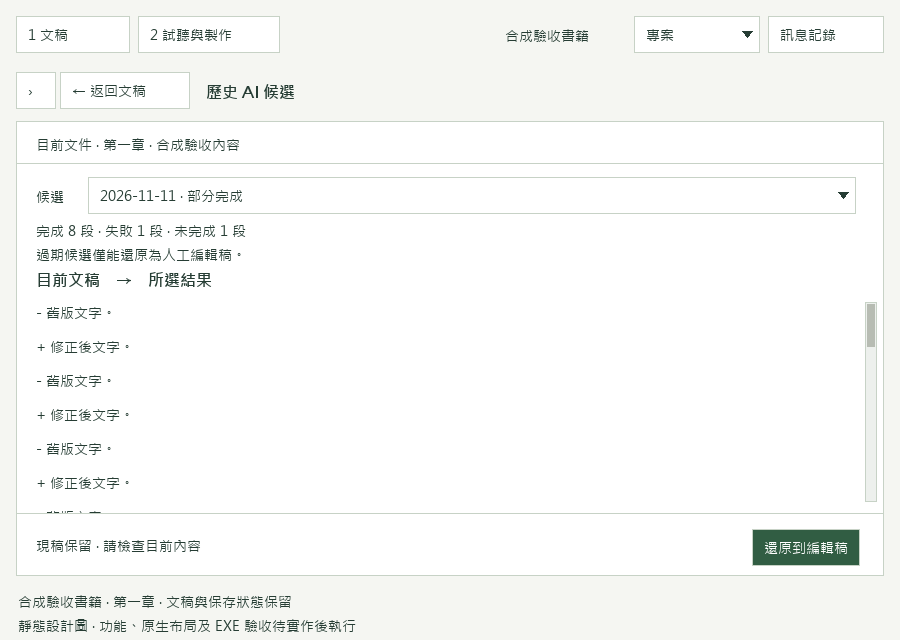 1 文稿
2 試聽與製作
合成驗收書籍
專案
訊息記錄
›
← 返回文稿
歷史 AI 候選
目前文件 · 第一章 · 合成驗收內容
候選
2026-11-11 · 部分完成
完成 8 段 · 失敗 1 段 · 未完成 1 段
過期候選僅能還原為人工編輯稿。
目前文稿 → 所選結果
- 舊版文字。
+ 修正後文字。
- 舊版文字。
+ 修正後文字。
- 舊版文字。
+ 修正後文字。
現稿保留 · 請檢查目前內容
還原到編輯稿
合成驗收書籍 · 第一章 · 文稿與保存狀態保留
靜態設計圖 · 功能、原生布局及 EXE 驗收待實作後執行